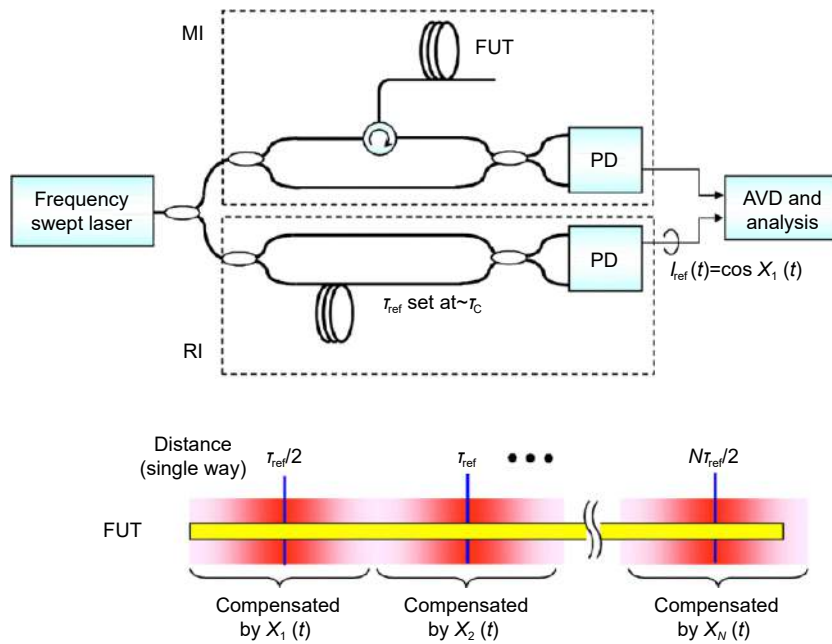 MI
FUT
Frequency
swept laser
PD
AVD and
analysis
PD
I_ref (t)=cos X_1 (t)
τ_ref set at~τ_C
RI
Distance
(single way)
τ_ref/2
τ_ref
•••
Nτ_ref/2
FUT
Compensated
by X_1 (t)
Compensated
by X_2 (t)
Compensated
by X_N (t)